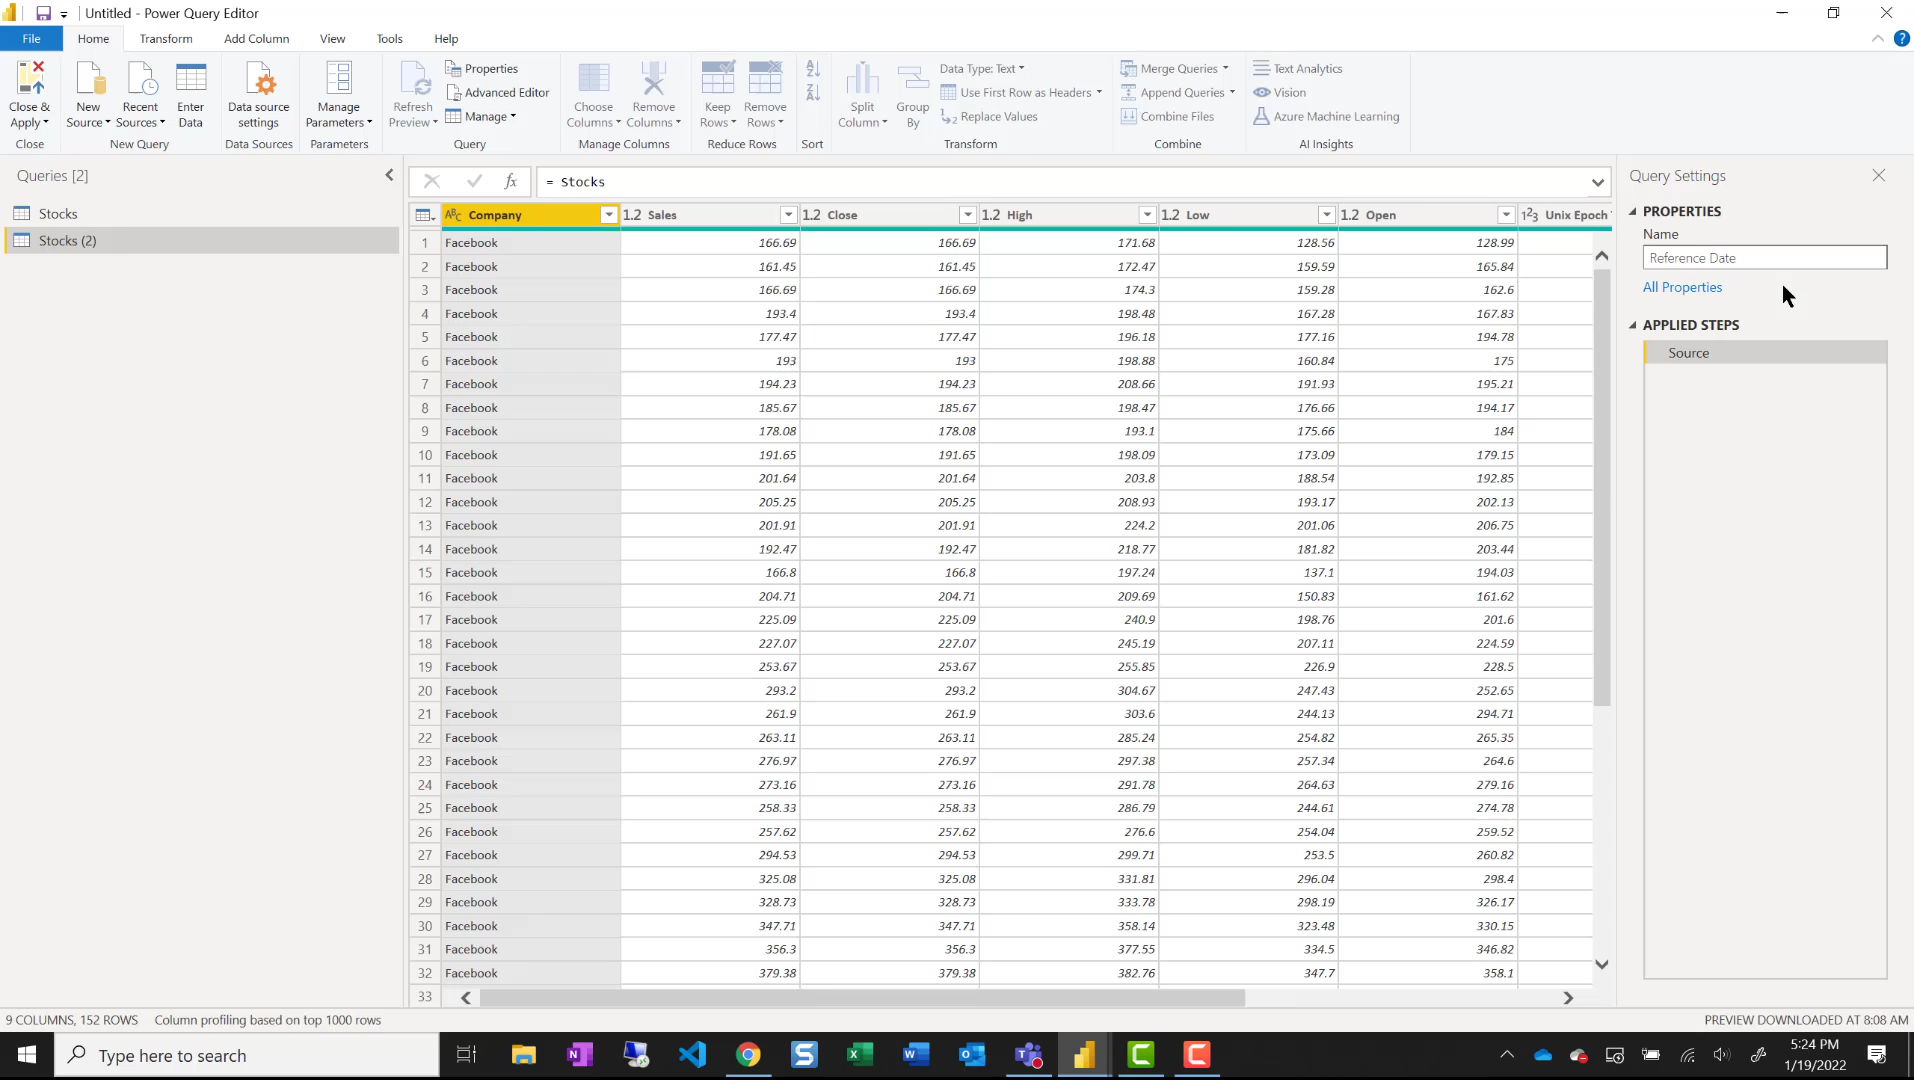 Untitled - Power Query Editor
File Home Transform Add Column View Tools Help
Close & Apply
New Source
Recent Sources
Enter Data
Data source settings
Manage Parameters
Refresh Preview
Properties
Advanced Editor
Manage
Choose Columns
Remove Columns
Keep Rows
Remove Rows
Split Column
Group By
Data Type: Text
Use First Row as Headers
Replace Values
Merge Queries
Append Queries
Combine Files
Text Analytics
Vision
Azure Machine Learning
Close New Query Data Sources Parameters Query Manage Columns Reduce Rows Sort Transform Combine AI Insights
Queries [2]
Stocks
Stocks (2)
fx = Stocks
Company 1.2 Sales 1.2 Close 1.2 High 1.2 Low 1.2 Open 123 Unix Epoch
1 Facebook 166.69 166.69 171.68 128.56 128.99
2 Facebook 161.45 161.45 172.47 159.59 165.84
3 Facebook 166.69 166.69 174.3 159.28 162.6
4 Facebook 193.4 193.4 198.48 167.28 167.83
5 Facebook 177.47 177.47 196.18 177.16 194.78
6 Facebook 193 193 198.88 160.84 175
7 Facebook 194.23 194.23 208.66 191.93 195.21
8 Facebook 185.67 185.67 198.47 176.66 194.17
9 Facebook 178.08 178.08 193.1 175.66 184
10 Facebook 191.65 191.65 198.09 173.09 179.15
11 Facebook 201.64 201.64 203.8 188.54 192.85
12 Facebook 205.25 205.25 208.93 193.17 202.13
13 Facebook 201.91 201.91 224.2 201.06 206.75
14 Facebook 192.47 192.47 218.77 181.82 203.44
15 Facebook 166.8 166.8 197.24 137.1 194.03
16 Facebook 204.71 204.71 209.69 150.83 161.62
17 Facebook 225.09 225.09 240.9 198.76 201.6
18 Facebook 227.07 227.07 245.19 207.11 224.59
19 Facebook 253.67 253.67 255.85 226.9 228.5
20 Facebook 293.2 293.2 304.67 247.43 252.65
21 Facebook 261.9 261.9 303.6 244.13 294.71
22 Facebook 263.11 263.11 285.24 254.82 265.35
23 Facebook 276.97 276.97 297.38 257.34 264.6
24 Facebook 273.16 273.16 291.78 264.63 279.16
25 Facebook 258.33 258.33 286.79 244.61 274.78
26 Facebook 257.62 257.62 276.6 254.04 259.52
27 Facebook 294.53 294.53 299.71 253.5 260.82
28 Facebook 325.08 325.08 331.81 296.04 298.4
29 Facebook 328.73 328.73 333.78 298.19 326.17
30 Facebook 347.71 347.71 358.14 323.48 330.15
31 Facebook 356.3 356.3 377.55 334.5 346.82
32 Facebook 379.38 379.38 382.76 347.7 358.1
33
Query Settings
PROPERTIES
Name
Reference Date
All Properties
APPLIED STEPS
Source
9 COLUMNS, 152 ROWS Column profiling based on top 1000 rows
PREVIEW DOWNLOADED AT 8:08 AM
Type here to search
5:24 PM
1/19/2022